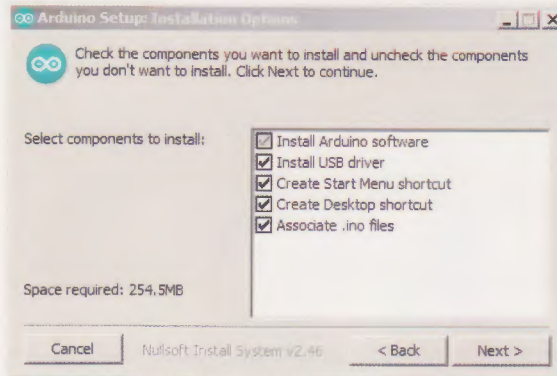 Arduino Setup: Installation Options
Check the components you want to install and uncheck the components
you don't want to install. Click Next to continue.
Select components to install:
Install Arduino software
Install USB driver
Create Start Menu shortcut
Create Desktop shortcut
Associate .ino files
Space required: 254.5MB
Cancel
Nullsoft Install System v2.46
< Back
Next >